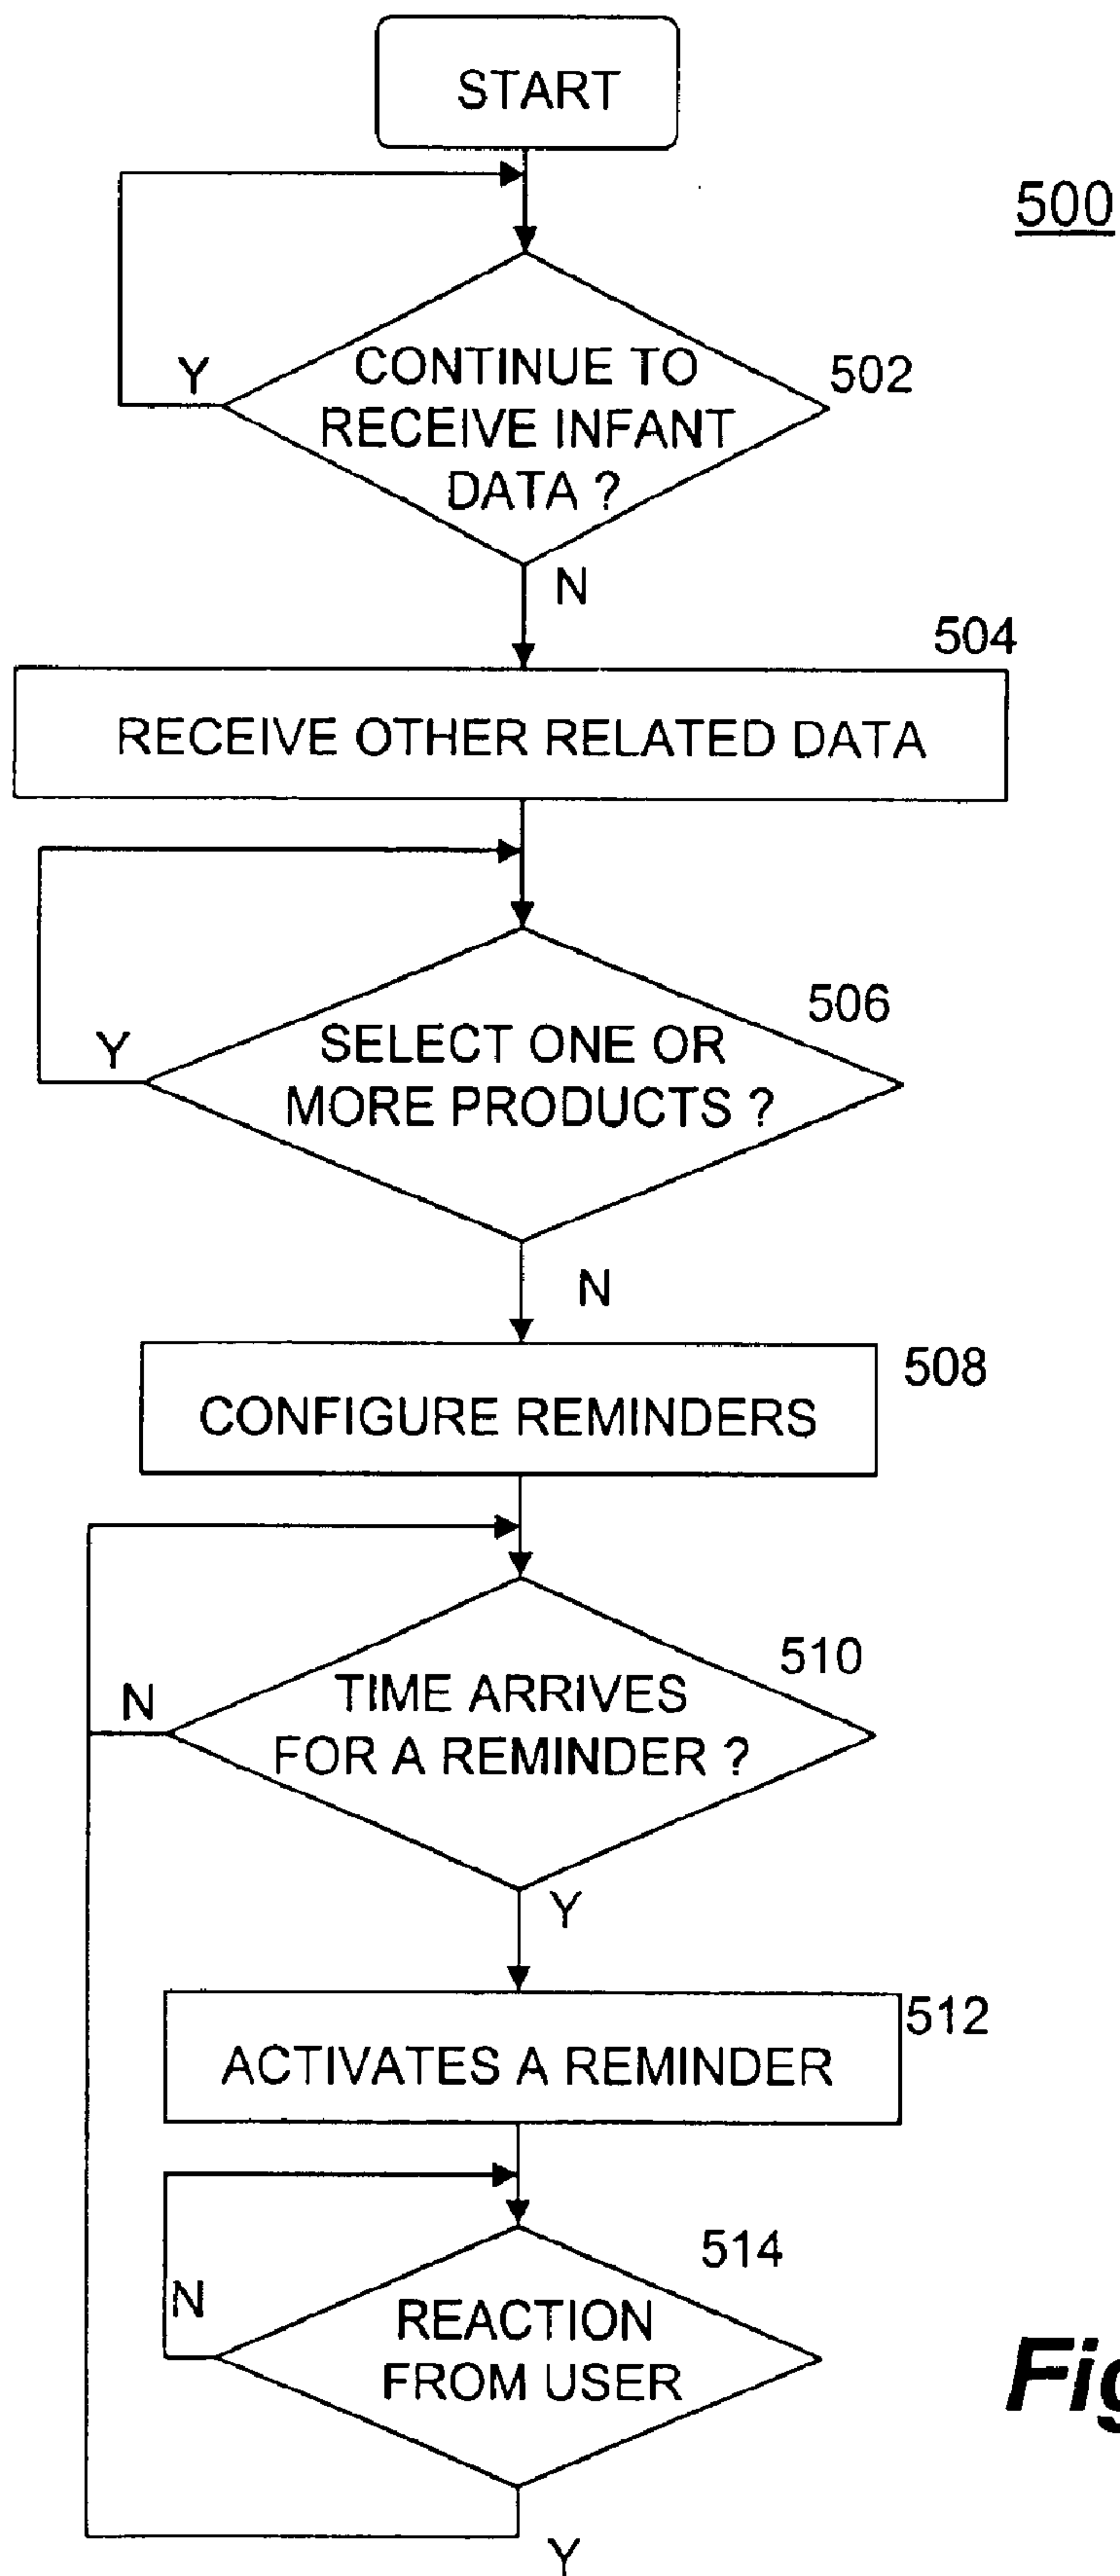 START
500
Y
CONTINUE TO
RECEIVE INFANT
DATA ?
502
N
504
RECEIVE OTHER RELATED DATA
506
Y
SELECT ONE OR
MORE PRODUCTS ?
N
508
CONFIGURE REMINDERS
510
N
TIME ARRIVES
FOR A REMINDER ?
Y
512
ACTIVATES A REMINDER
514
N
REACTION
FROM USER
Y